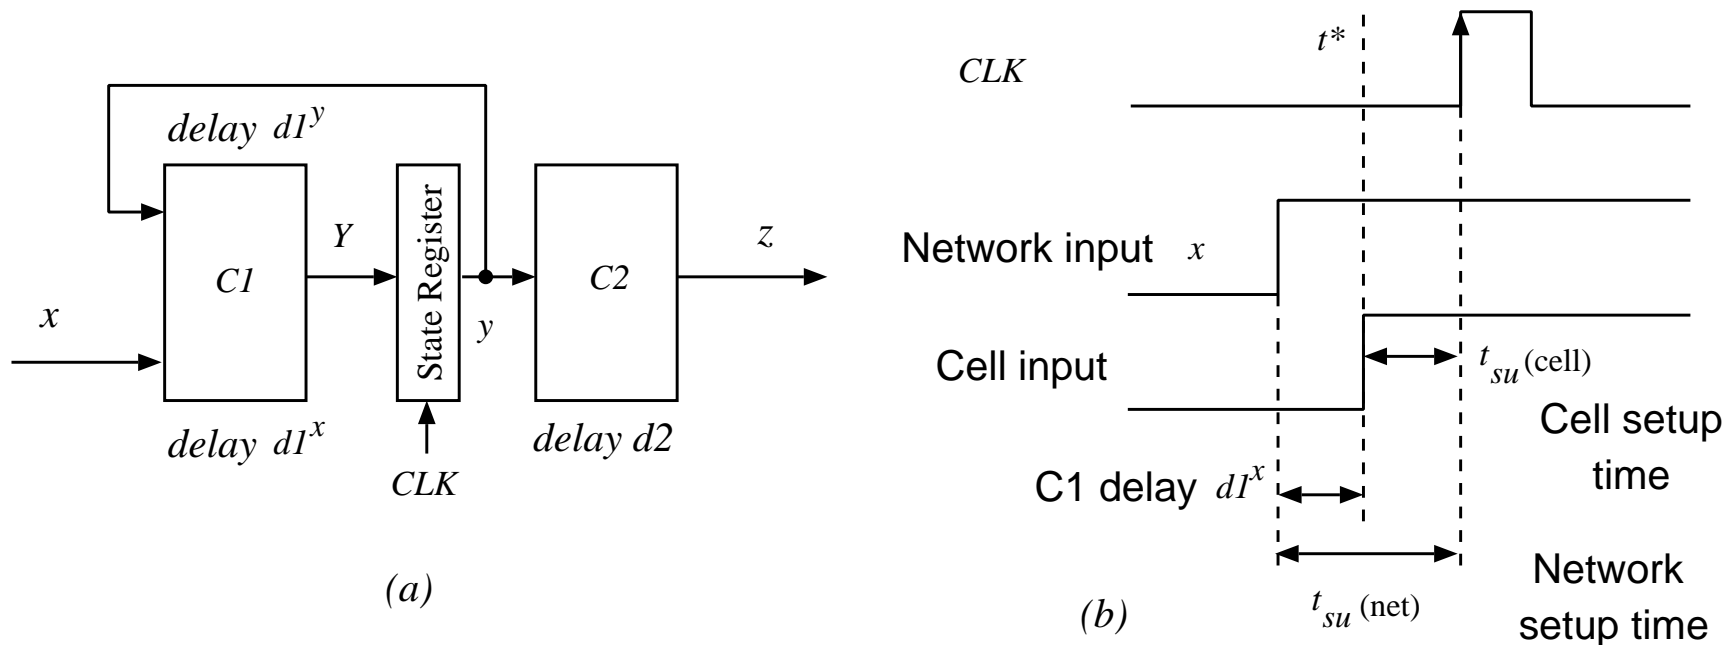 delay d1^y
C1
Y
State Register
y
C2
z
x
delay d1^x
CLK
delay d2
(a)
t*
CLK
Network input x
Cell input
t_su (cell)
Cell setup
time
C1 delay d1^x
t_su (net)
Network
setup time
(b)